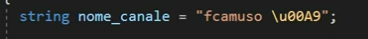 string nome_canale = "fcamuso \u00A9";